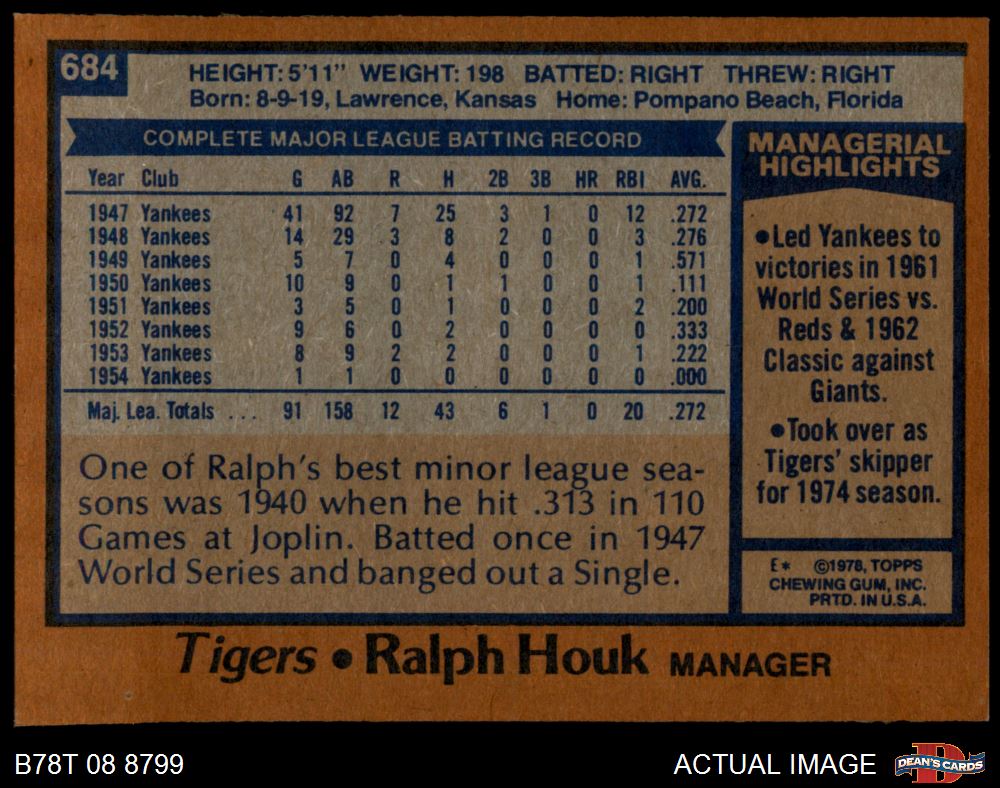 684
HEIGHT: 5'11" WEIGHT: 198 BATTED: RIGHT THREW: RIGHT
Born: 8-9-19, Lawrence, Kansas Home: Pompano Beach, Florida
COMPLETE MAJOR LEAGUE BATTING RECORD
Year Club G AB R H 2B 3B HR RBI AVG.
1947 Yankees 41 92 7 25 3 1 0 12 .272
1948 Yankees 14 29 3 8 2 0 0 3 .276
1949 Yankees 5 7 0 4 0 0 0 1 .571
1950 Yankees 10 9 0 1 1 0 0 1 .111
1951 Yankees 3 5 0 1 0 0 0 2 .200
1952 Yankees 9 6 0 2 0 0 0 0 .333
1953 Yankees 8 9 2 2 0 0 0 1 .222
1954 Yankees 1 1 0 0 0 0 0 0 .000
Maj. Lea. Totals ... 91 158 12 43 6 1 0 20 .272
One of Ralph's best minor league sea-
sons was 1940 when he hit .313 in 110
Games at Joplin. Batted once in 1947
World Series and banged out a Single.
MANAGERIAL
HIGHLIGHTS
●Led Yankees to
victories in 1961
World Series vs.
Reds & 1962
Classic against
Giants.
●Took over as
Tigers' skipper
for 1974 season.
E* ©1978, TOPPS
CHEWING GUM, INC.
PRTD. IN U.S.A.
Tigers ● Ralph Houk MANAGER
B78T 08 8799
ACTUAL IMAGE
D
DEAN'S CARDS